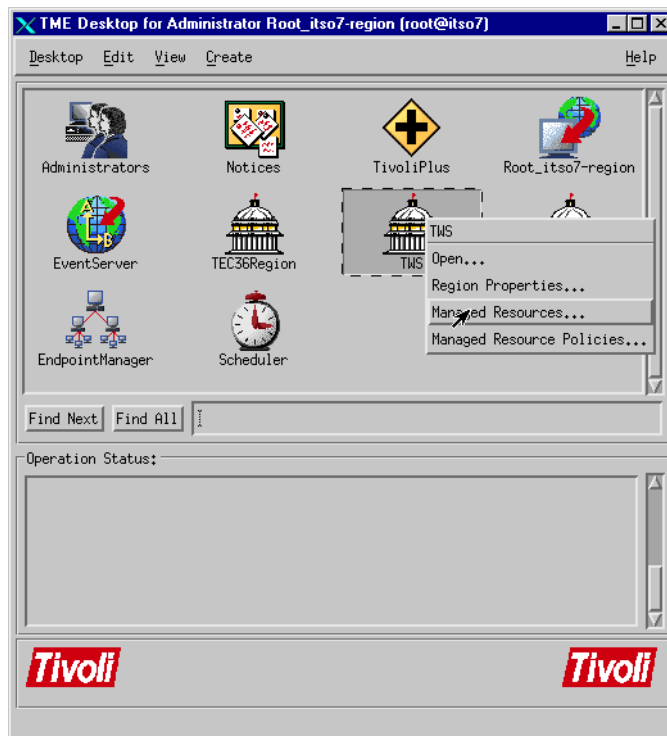 TME Desktop for Administrator Root_itso7-region (root@itso7)
Desktop Edit View Create Help
Administrators Notices TivoliPlus Root_itso7-region
EventServer TEC36Region TWS
TWS
Open...
Region Properties...
Managed Resources...
Managed Resource Policies...
EndpointManager Scheduler
Find Next Find All
Operation Status:
Tivoli Tivoli